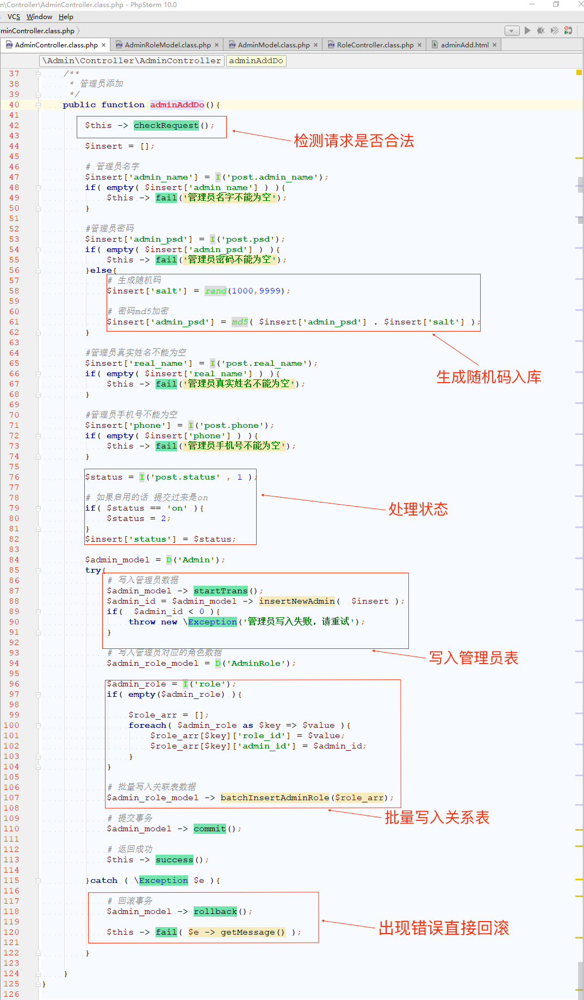 n\Controller\AdminController.class.php - PhpStorm 10.0
VCS Window Help
minController.class.php
AdminController.class.php AdminRoleModel.class.php AdminModel.class.php RoleController.class.php adminAdd.html
\Admin\Controller\AdminController adminAddDo
37 /**
38 * 管理员添加
39 */
40 public function adminAddDo(){
41
42 $this -> checkRequest();
检测请求是否合法
43
44 $insert = [];
45
46 # 管理员名字
47 $insert['admin_name'] = I('post.admin_name');
48 if( empty( $insert['admin_name'] ) ){
49 $this -> fail('管理员名字不能为空');
50 }
51
52 #管理员密码
53 $insert['admin_psd'] = I('post.psd');
54 if( empty( $insert['admin_psd'] ) ){
55 $this -> fail('管理员密码不能为空');
56 }else{
57 # 生成随机码
58 $insert['salt'] = rand(1000,9999);
59
60 # 密码md5加密
61 $insert['admin_psd'] = md5( $insert['admin_psd'] . $insert['salt'] );
62 }
63
64 #管理员真实姓名不能为空
65 $insert['real_name'] = I('post.real_name');
66 if( empty( $insert['real_name'] ) ){
生成随机码入库
67 $this -> fail('管理员真实姓名不能为空');
68 }
69
70 #管理员手机号不能为空
71 $insert['phone'] = I('post.phone');
72 if( empty( $insert['phone'] ) ){
73 $this -> fail('管理员手机号不能为空');
74 }
75
76 $status = I('post.status' , 1 );
77
78 # 如果启用的话 提交过来是on
79 if( $status == 'on' ){
处理状态
80 $status = 2;
81 }
82 $insert['status'] = $status;
83
84 $admin_model = D('Admin');
85 try{
86 # 写入管理员数据
87 $admin_model -> startTrans();
88 $admin_id = $admin_model -> insertNewAdmin( $insert );
89 if( $admin_id < 0 ){
90 throw new \Exception('管理员写入失败，请重试');
91 }
92
93 # 写入管理员对应的角色数据
写入管理员表
94 $admin_role_model = D('AdminRole');
95
96 $admin_role = I('role');
97 if( empty($admin_role) ){
98
99 $role_arr = [];
100 foreach( $admin_role as $key => $value ){
101 $role_arr[$key]['role_id'] = $value;
102 $role_arr[$key]['admin_id'] = $admin_id;
103 }
104 }
105
106 # 批量写入关联表数据
107 $admin_role_model -> batchInsertAdminRole($role_arr);
108
109 # 提交事务
批量写入关系表
110 $admin_model -> commit();
111
112 # 返回成功
113 $this -> success();
114
115 }catch ( \Exception $e ){
116
117 # 回滚事务
118 $admin_model -> rollback();
119
120 $this -> fail( $e -> getMessage() );
出现错误直接回滚
121
122 }
123
124 }
125 }
126